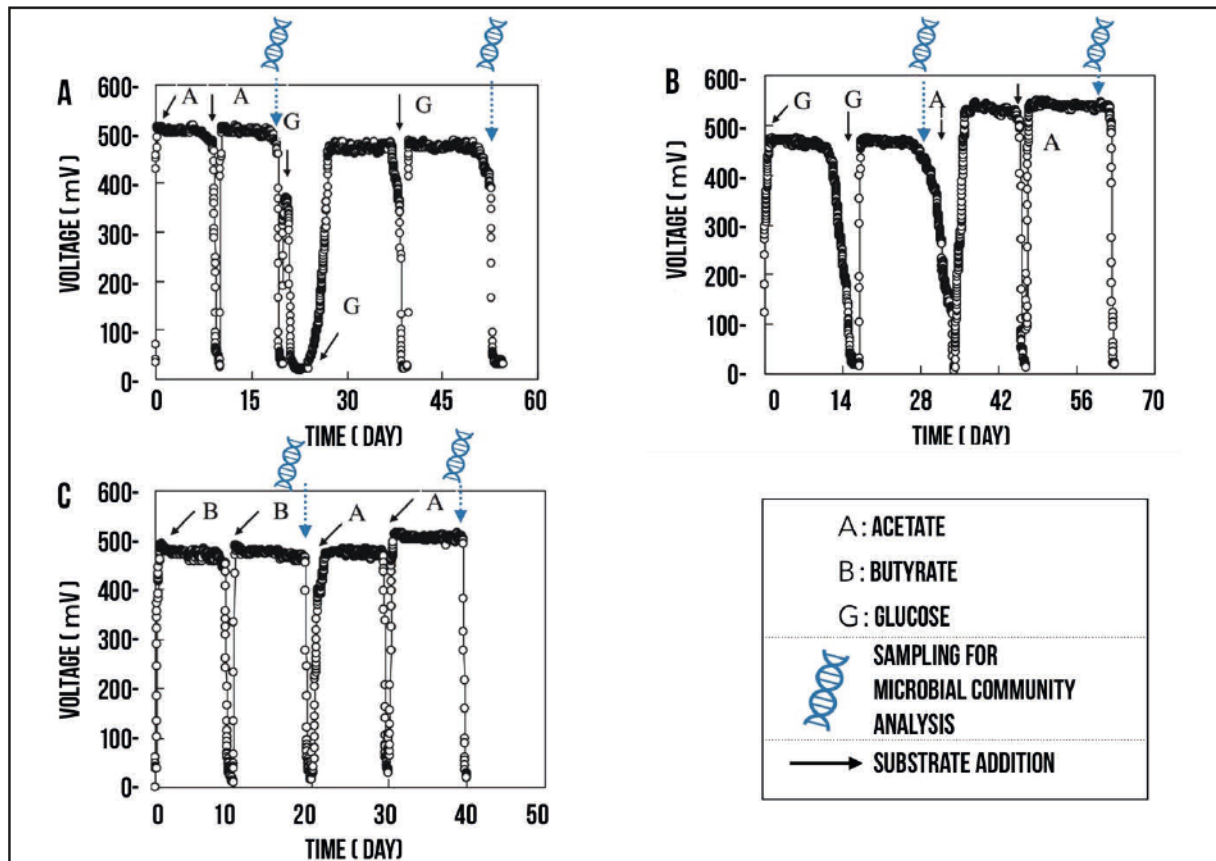 A
600-
500-
400-
300-
200-
100-
0-
VOLTAGE ( mV )
A
A
G
G
G
0
15
30
45
60
TIME ( DAY )
B
600-
500-
400-
300-
200-
100-
0-
VOLTAGE ( mV )
G
G
A
A
0
14
28
42
56
70
TIME ( DAY )
C
600-
500-
400-
300-
200-
100-
0-
VOLTAGE ( mV )
B
B
A
A
0
10
20
30
40
50
TIME ( DAY )
A : ACETATE
B : BUTYRATE
G : GLUCOSE
SAMPLING FOR
MICROBIAL COMMUNITY
ANALYSIS
SUBSTRATE ADDITION